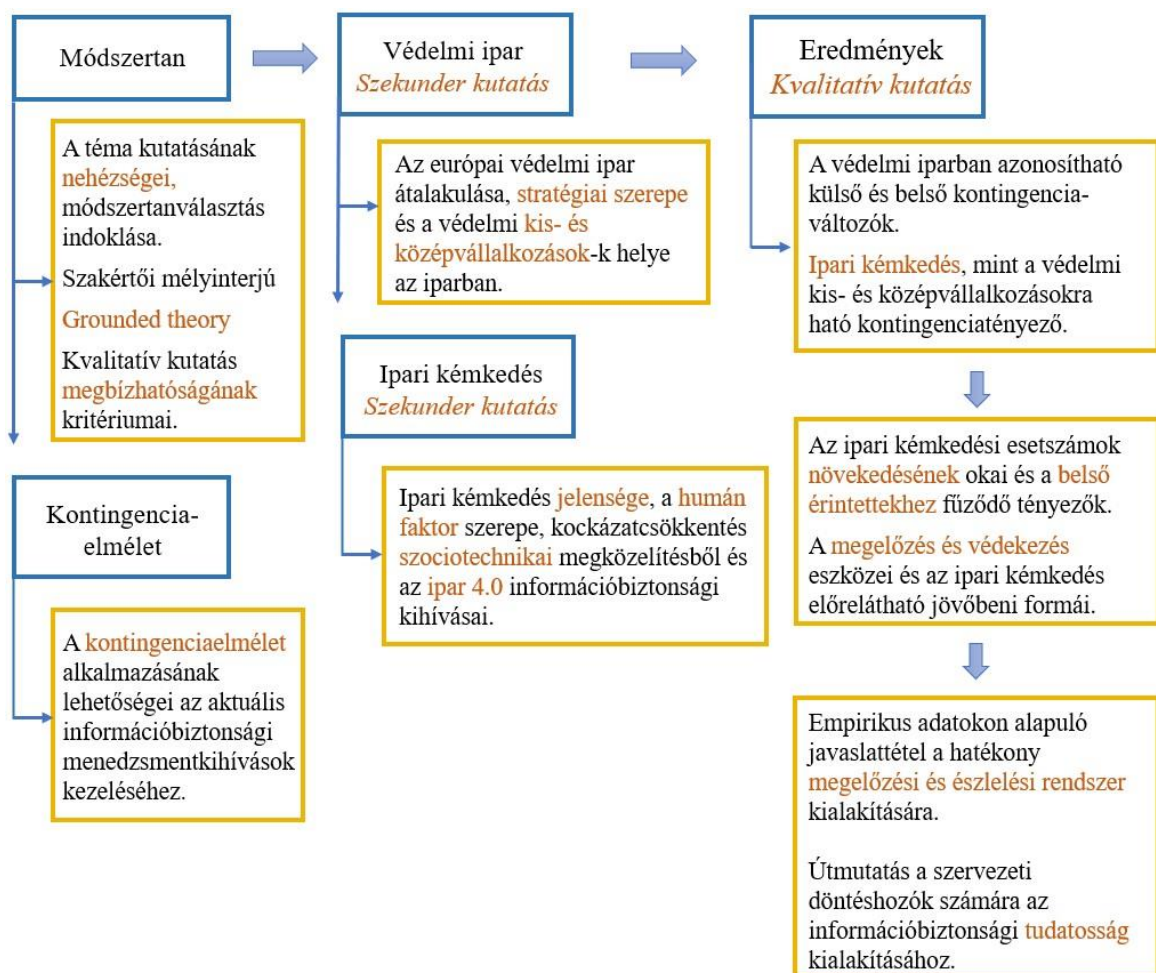 Módszertan
A téma kutatásának
nehézségei,
módszertanválasztás
indoklása.
Szakértői mélyinterjú
Grounded theory
Kvalitatív kutatás
megbízhatóságának
kritériumai.
Kontingencia-
elmélet
A kontingenciaelmélet
alkalmazásának
lehetőségei az aktuális
információbiztonsági
menedzsmentkihívások
kezeléséhez.
Védelmi ipar
Szekunder kutatás
Az európai védelmi ipar
átalakulása, stratégiai szerepe
és a védelmi kis- és
középvállalkozások-k helye
az iparban.
Ipari kémkedés
Szekunder kutatás
Ipari kémkedés jelensége, a humán
faktor szerepe, kockázatcsökkentés
szociotechnikai megközelítésből és
az ipar 4.0 információbiztonsági
kihívásai.
Eredmények
Kvalitatív kutatás
A védelmi iparban azonosítható
külső és belső kontingencia-
változók.
Ipari kémkedés, mint a védelmi
kis- és középvállalkozásokra
ható kontingenciatényező.
Az ipari kémkedési esetszámok
növekedésének okai és a belső
érintettekhez fűződő tényezők.
A megelőzés és védekezés
eszközei és az ipari kémkedés
előrelátható jövőbeni formái.
Empirikus adatokon alapuló
javaslattétel a hatékony
megelőzési és észlelési rendszer
kialakítására.
Útmutatás a szervezeti
döntéshozók számára az
információbiztonsági tudatosság
kialakításához.